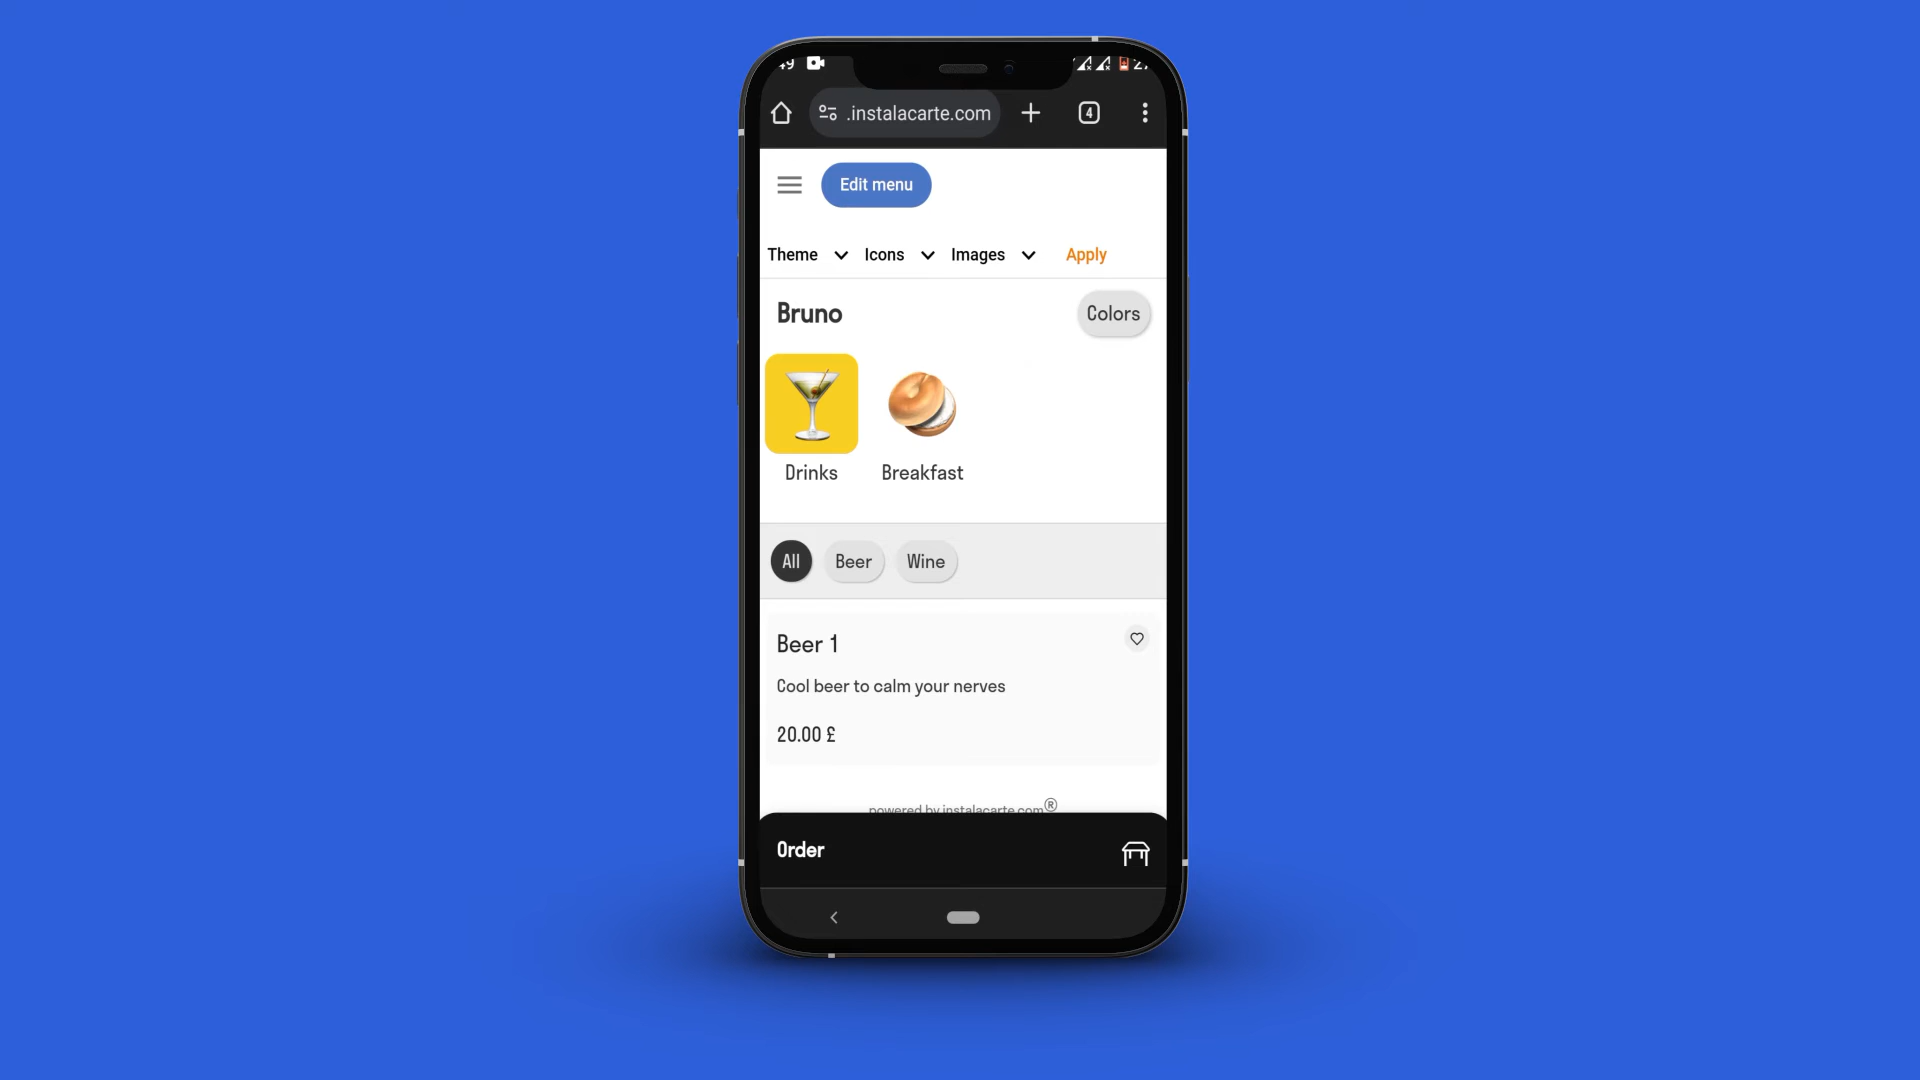 .instalacarte.com
4
Edit menu
Theme Icons Images Apply
Bruno
Colors
Drinks Breakfast
All Beer Wine
Beer 1
Cool beer to calm your nerves
20.00 £
powered by instalacarte.com®
Order